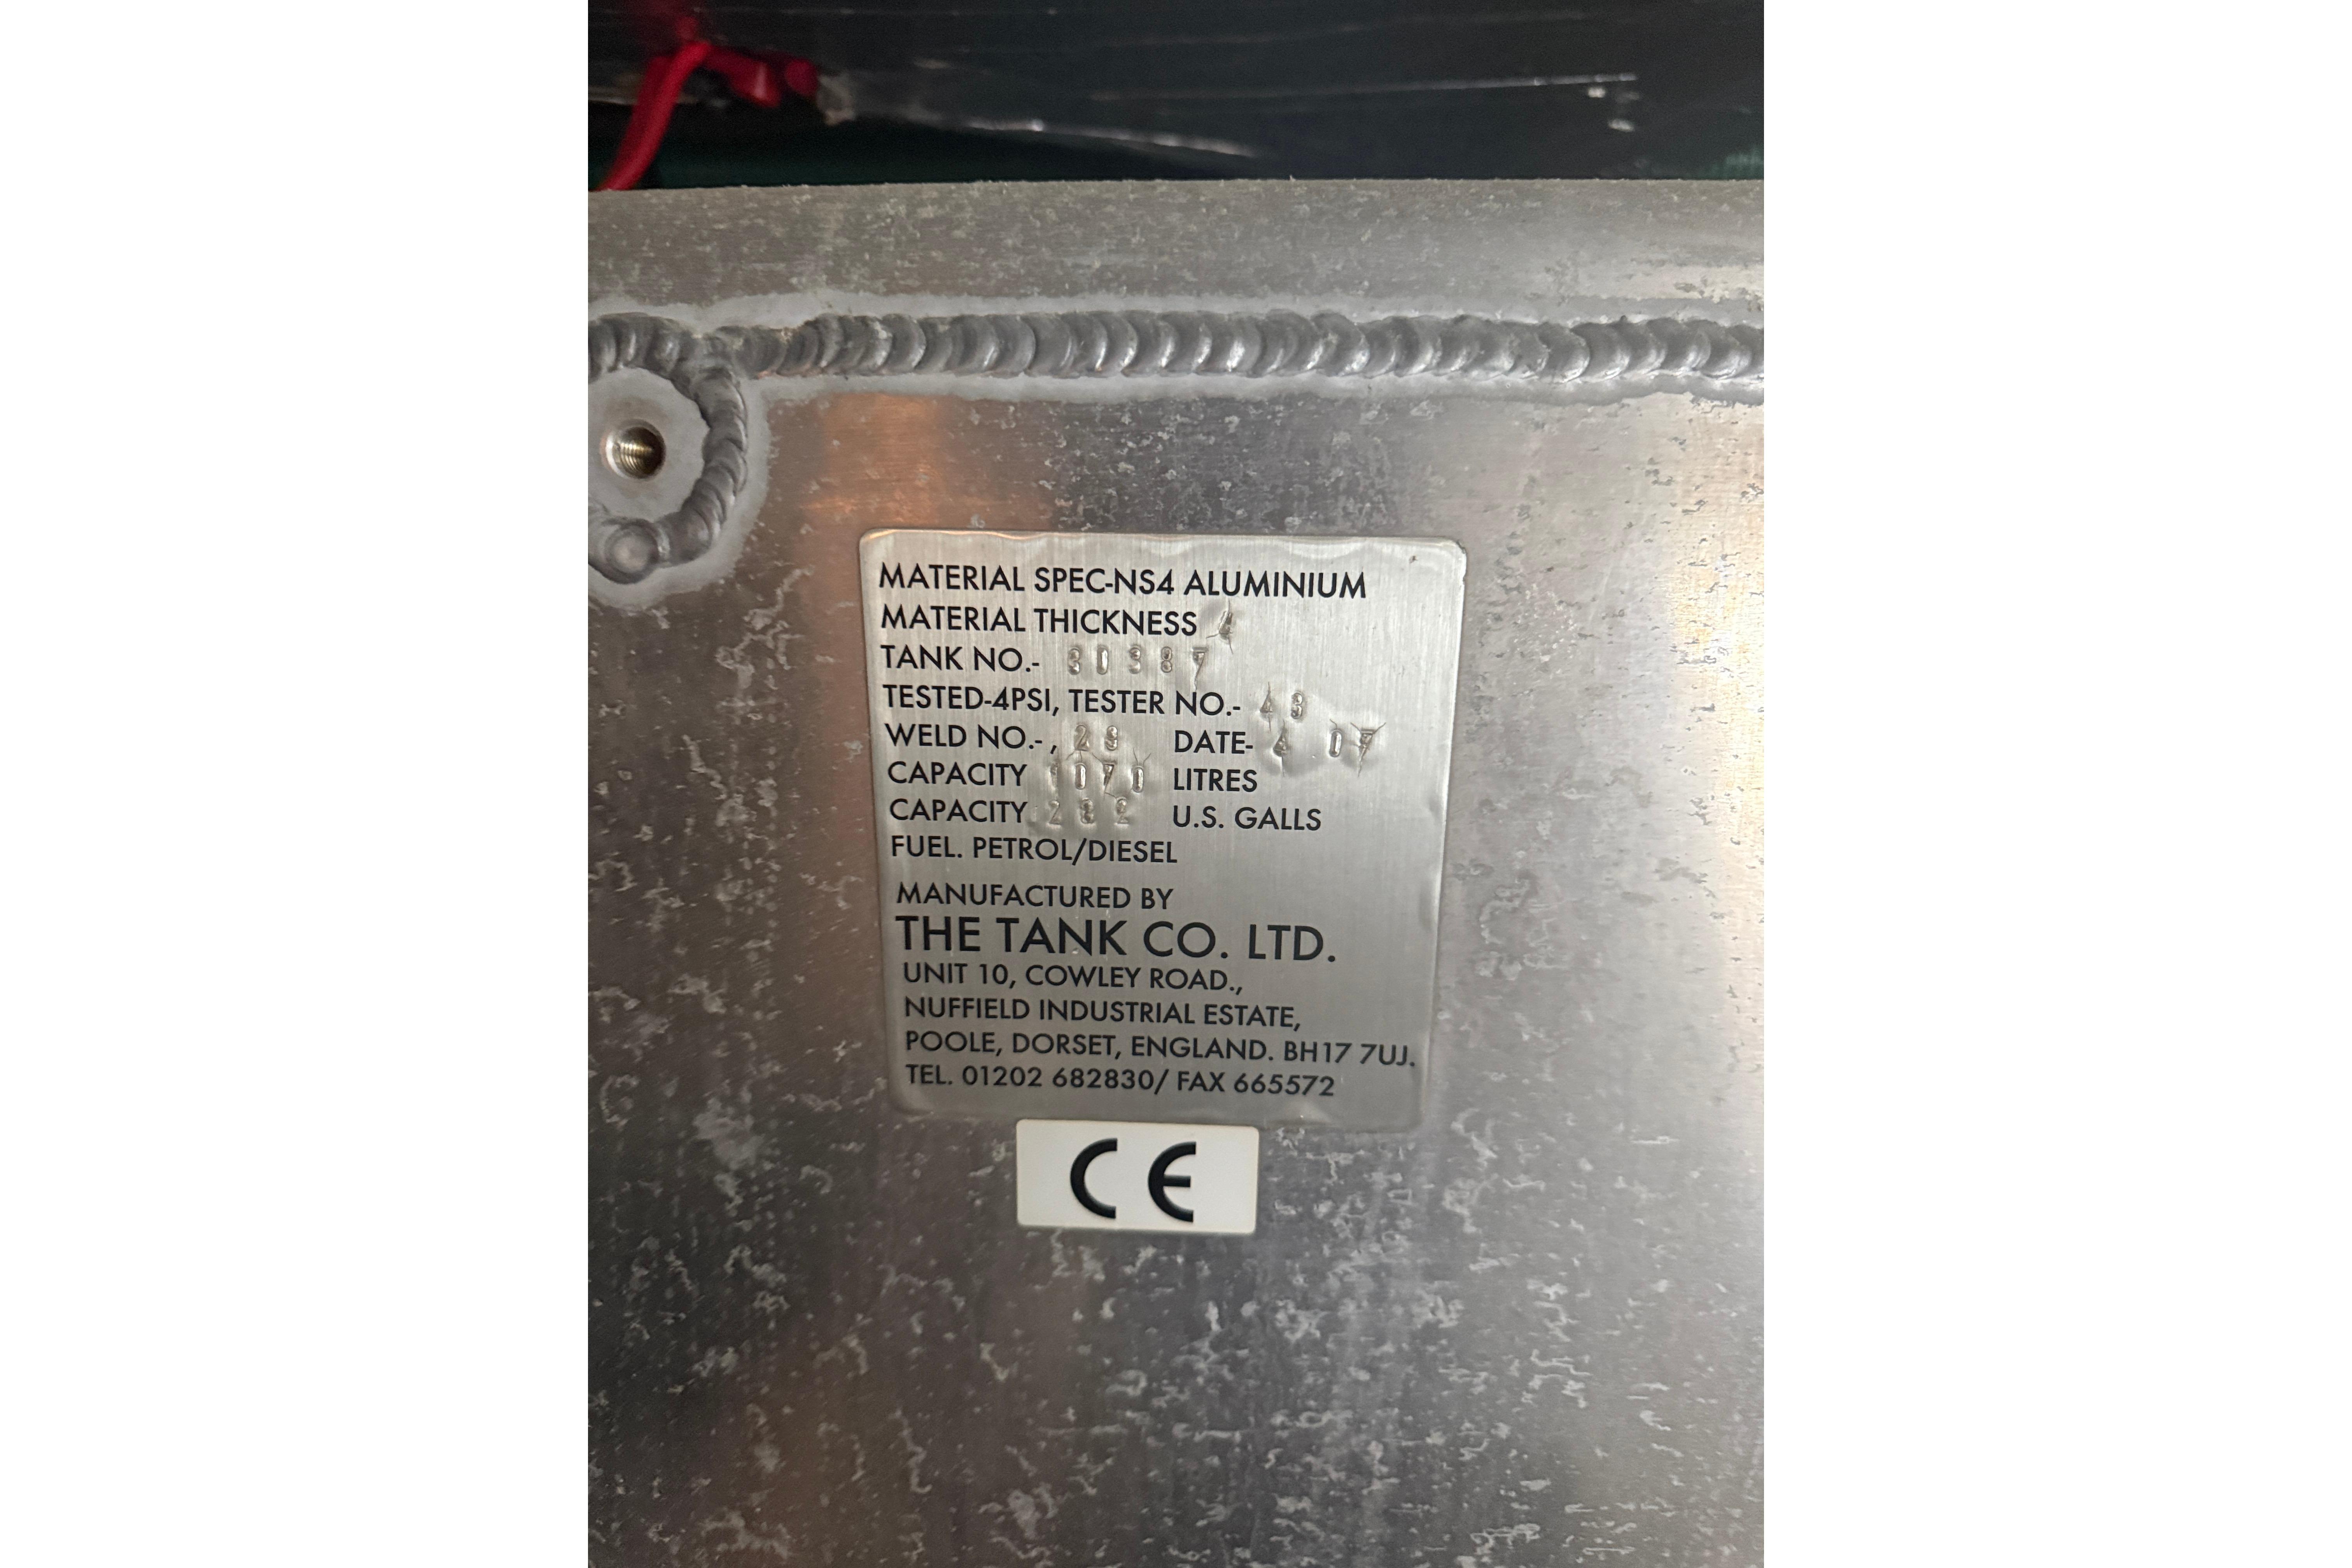 MATERIAL SPEC-NS4 ALUMINIUM
MATERIAL THICKNESS 4
TANK NO.- 30387
TESTED-4PSI, TESTER NO.- 43
WELD NO.-, DATE- 4 07
CAPACITY 1070 LITRES
CAPACITY 282 U.S. GALLS
FUEL. PETROL/DIESEL
MANUFACTURED BY
THE TANK CO. LTD.
UNIT 10, COWLEY ROAD.,
NUFFIELD INDUSTRIAL ESTATE,
POOLE, DORSET, ENGLAND. BH17 7UJ.
TEL. 01202 682830/ FAX 665572
CE